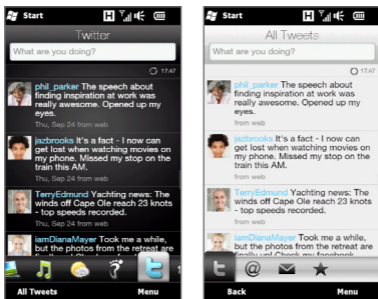 Start
H
Twitter
What are you doing?
17:47
phil_parker The speech about
finding inspiration at work was
really awesome. Opened up my
eyes.
Thu, Sep 24 from web
jazbrooks It's a fact - I now can
get lost when watching movies on
my phone. Missed my stop on the
train this AM.
Thu, Sep 24 from web
TerryEdmund Yachting news: The
winds off Cape Ole reach 23 knots
- top speeds recorded.
Thu, Sep 24 from web
IamDianaMayer Took me a while,
but the photos from the retreat are
All Tweets
Menu
Start
H
All Tweets
What are you doing?
17:47
phil_parker The speech about
finding inspiration at work was
really awesome. Opened up my
eyes.
from web
jazbrooks It's a fact - I now can
get lost when watching movies on
my phone. Missed my stop on the
train this AM.
from web
TerryEdmund Yachting news: The
winds off Cape Ole reach 23 knots
- top speeds recorded.
from web
IamDianaMayer Took me a while,
but the photos from the retreat are
finally up! Check my facebook
Back
Menu